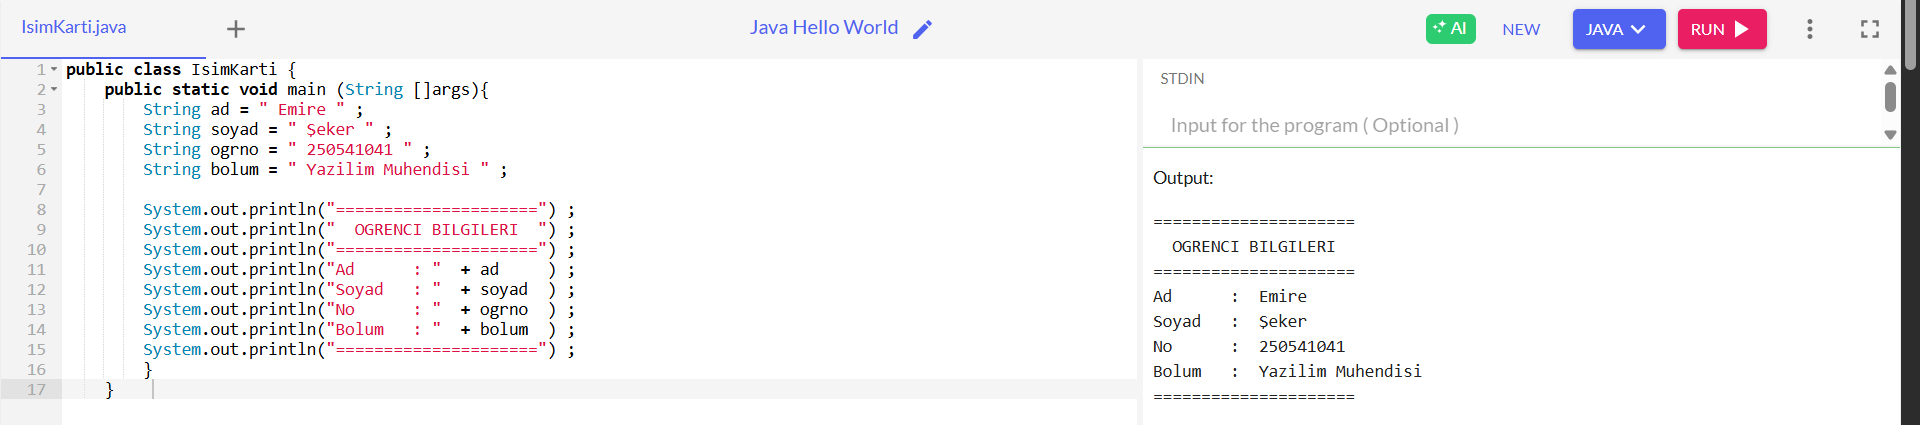 IsimKarti.java + Java Hello World AI NEW JAVA RUN
1 public class IsimKarti {
2     public static void main (String []args){
3         String ad = " Emire " ;
4         String soyad = " Şeker " ;
5         String ogrno = " 250541041 " ;
6         String bolum = " Yazilim Muhendisi " ;
7
8         System.out.println("=====================") ;
9         System.out.println("  OGRENCI BILGILERI  ") ;
10        System.out.println("=====================") ;
11        System.out.println("Ad      : "  + ad     ) ;
12        System.out.println("Soyad   : "  + soyad  ) ;
13        System.out.println("No      : "  + ogrno  ) ;
14        System.out.println("Bolum   : "  + bolum  ) ;
15        System.out.println("=====================") ;
16        }
17    }
STDIN
Input for the program ( Optional )
Output:
=====================
  OGRENCI BILGILERI
=====================
Ad      :  Emire
Soyad   :  Şeker
No      :  250541041
Bolum   :  Yazilim Muhendisi
=====================